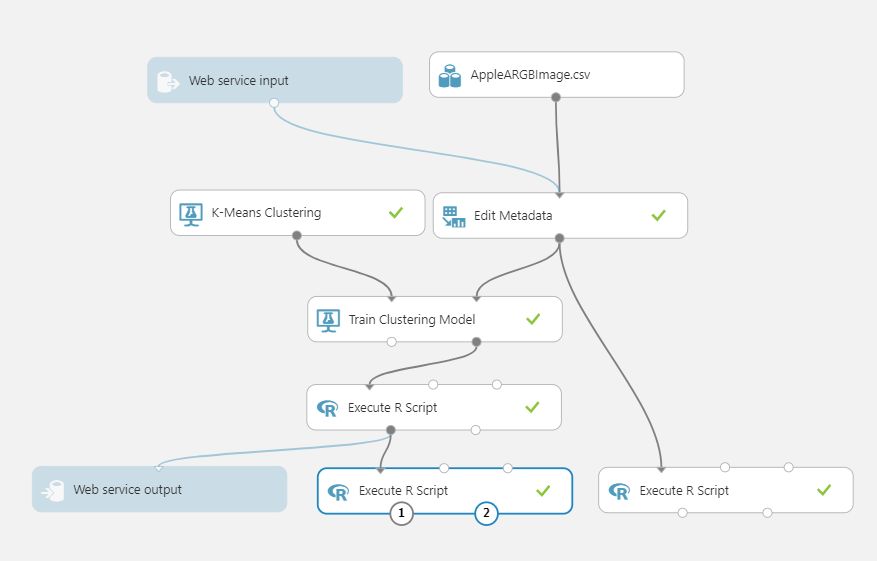 Web service input
AppleARGBImage.csv
K-Means Clustering
Edit Metadata
Train Clustering Model
R Execute R Script
Web service output
R Execute R Script
R Execute R Script
1
2